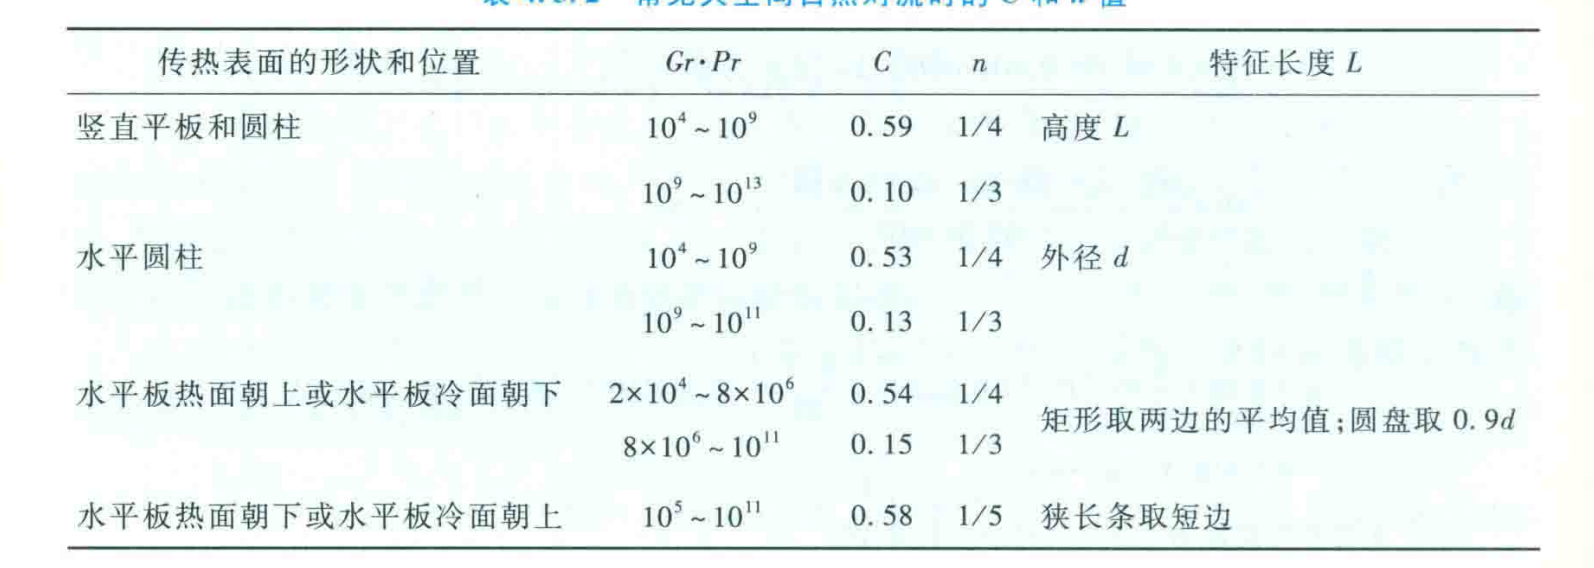 传热表面的形状和位置 Gr·Pr C n 特征长度 L
竖直平板和圆柱 10⁴~10⁹ 0.59 1/4 高度 L
10⁹~10¹³ 0.10 1/3
水平圆柱 10⁴~10⁹ 0.53 1/4 外径 d
10⁹~10¹¹ 0.13 1/3
水平板热面朝上或水平板冷面朝下 2×10⁴~8×10⁶ 0.54 1/4
矩形取两边的平均值;圆盘取 0.9d
8×10⁶~10¹¹ 0.15 1/3
水平板热面朝下或水平板冷面朝上 10⁵~10¹¹ 0.58 1/5 狭长条取短边